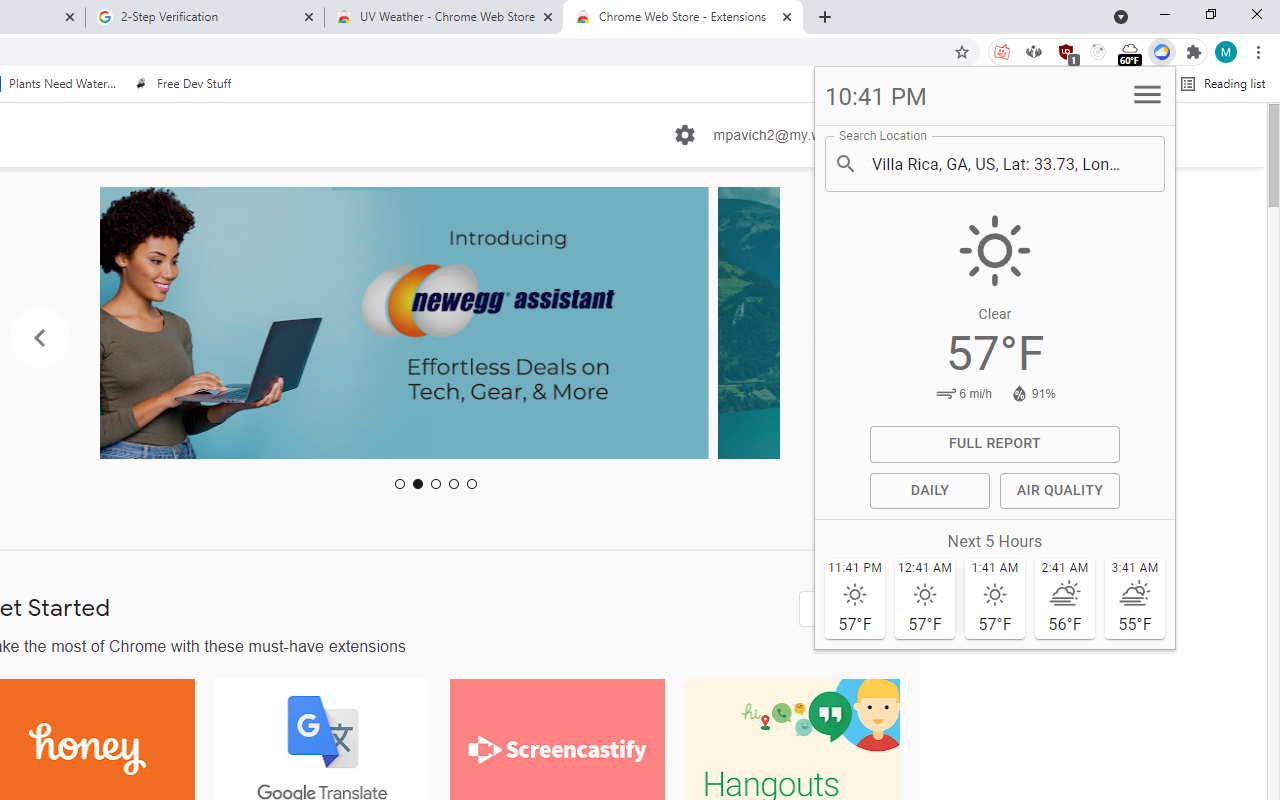 2-Step Verification
UV Weather - Chrome Web Store
Chrome Web Store - Extensions
1
60°F
M
Plants Need Water...
Free Dev Stuff
Reading list
10:41 PM
mpavich2@my.
Search Location
Villa Rica, GA, US, Lat: 33.73, Lon...
Introducing
newegg assistant
Effortless Deals on
Tech, Gear, & More
Clear
57°F
6 mi/h
91%
FULL REPORT
DAILY
AIR QUALITY
Next 5 Hours
11:41 PM
12:41 AM
1:41 AM
2:41 AM
3:41 AM
57°F
57°F
57°F
56°F
55°F
et Started
ake the most of Chrome with these must-have extensions
honey
G
Google Translate
Screencastify
hi
Hangouts